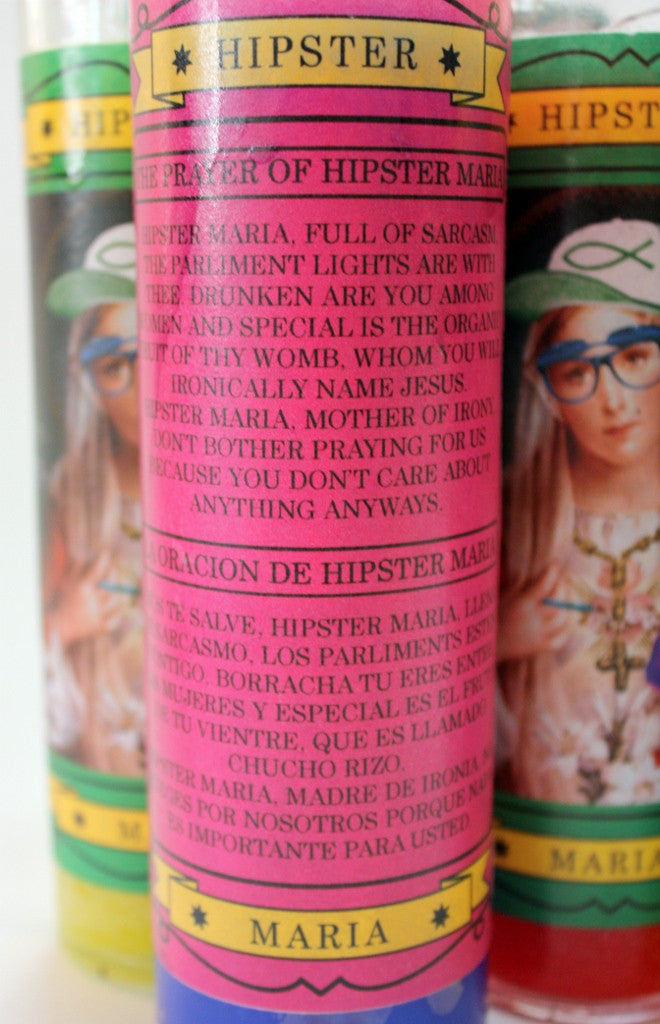 HIPSTER
THE PRAYER OF HIPSTER MARIA
HIPSTER MARIA, FULL OF SARCASM,
THE PARLIMENT LIGHTS ARE WITH
THEE. DRUNKEN ARE YOU AMONG
WOMEN AND SPECIAL IS THE ORGANIC
FRUIT OF THY WOMB, WHOM YOU WILL
IRONICALLY NAME JESUS.
HIPSTER MARIA, MOTHER OF IRONY,
DON'T BOTHER PRAYING FOR US
BECAUSE YOU DON'T CARE ABOUT
ANYTHING ANYWAYS.
LA ORACION DE HIPSTER MARIA
TE SALVE, HIPSTER MARIA, LLENA
SARCASMO, LOS PARLIMENTS
CONTIGO. BORRACHA TU ERES ENTRE
MUJERES Y ESPECIAL ES EL FRUTO
DE TU VIENTRE, QUE ES LLAMADO
CHUCHO RIZO.
HIPSTER MARIA, MADRE DE IRONIA, NO
POR NOSOTROS PORQUE
ES IMPORTANTE PARA USTED.
MARIA
HIP
M
HIPST
MARIA